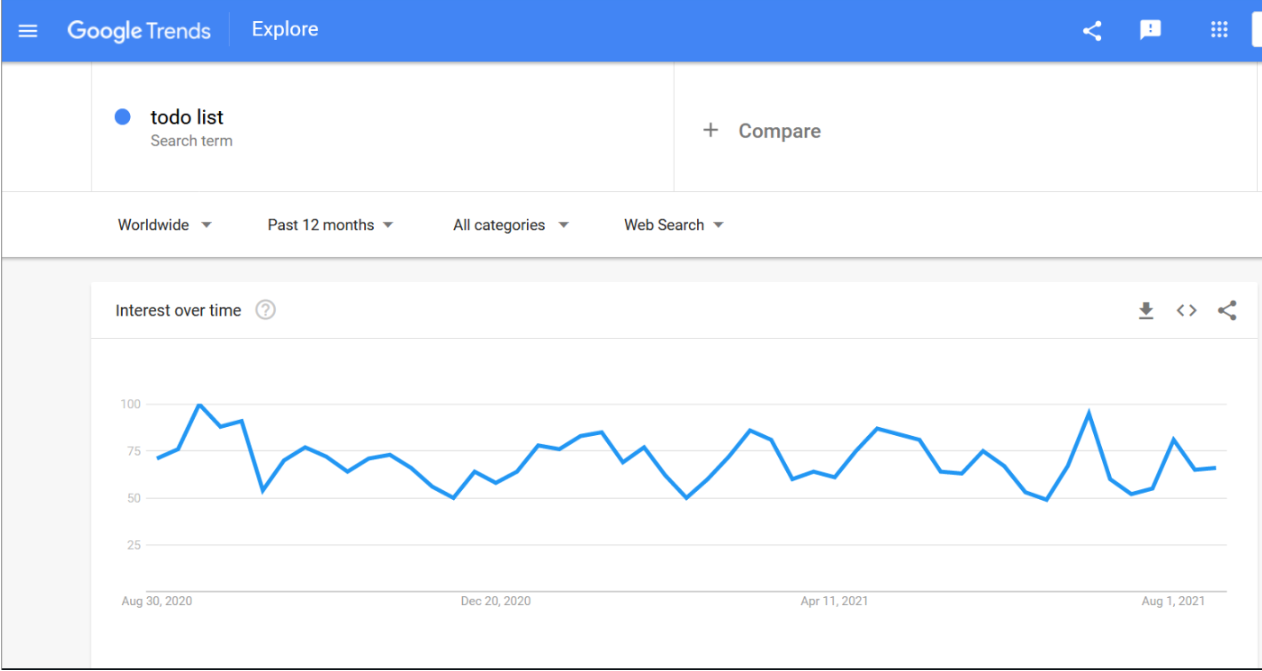 Google Trends Explore
todo list
Search term
+ Compare
Worldwide Past 12 months All categories Web Search
Interest over time ?
100
75
50
25
Aug 30, 2020 Dec 20, 2020 Apr 11, 2021 Aug 1, 2021